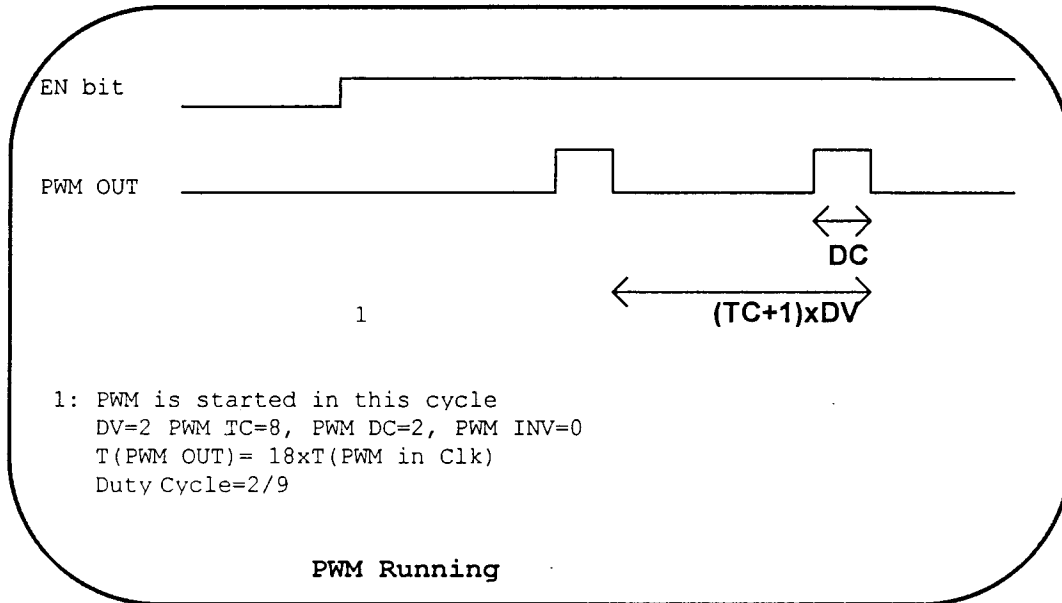 EN bit
PWM OUT
DC
(TC+1)xDV
1
1: PWM is started in this cycle
DV=2 PWM TC=8, PWM DC=2, PWM INV=0
T(PWM OUT)= 18xT(PWM in Clk)
Duty Cycle=2/9
PWM Running